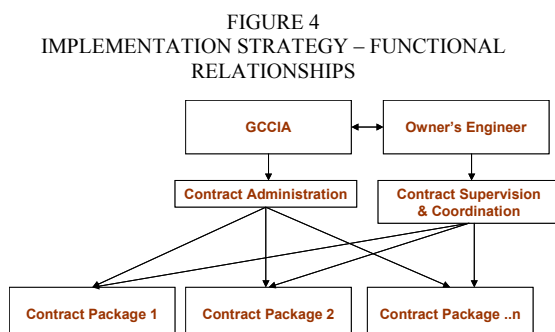 FIGURE 4
IMPLEMENTATION STRATEGY – FUNCTIONAL
RELATIONSHIPS
GCCIA
Owner's Engineer
Contract Administration
Contract Supervision
& Coordination
Contract Package 1
Contract Package 2
Contract Package ..n